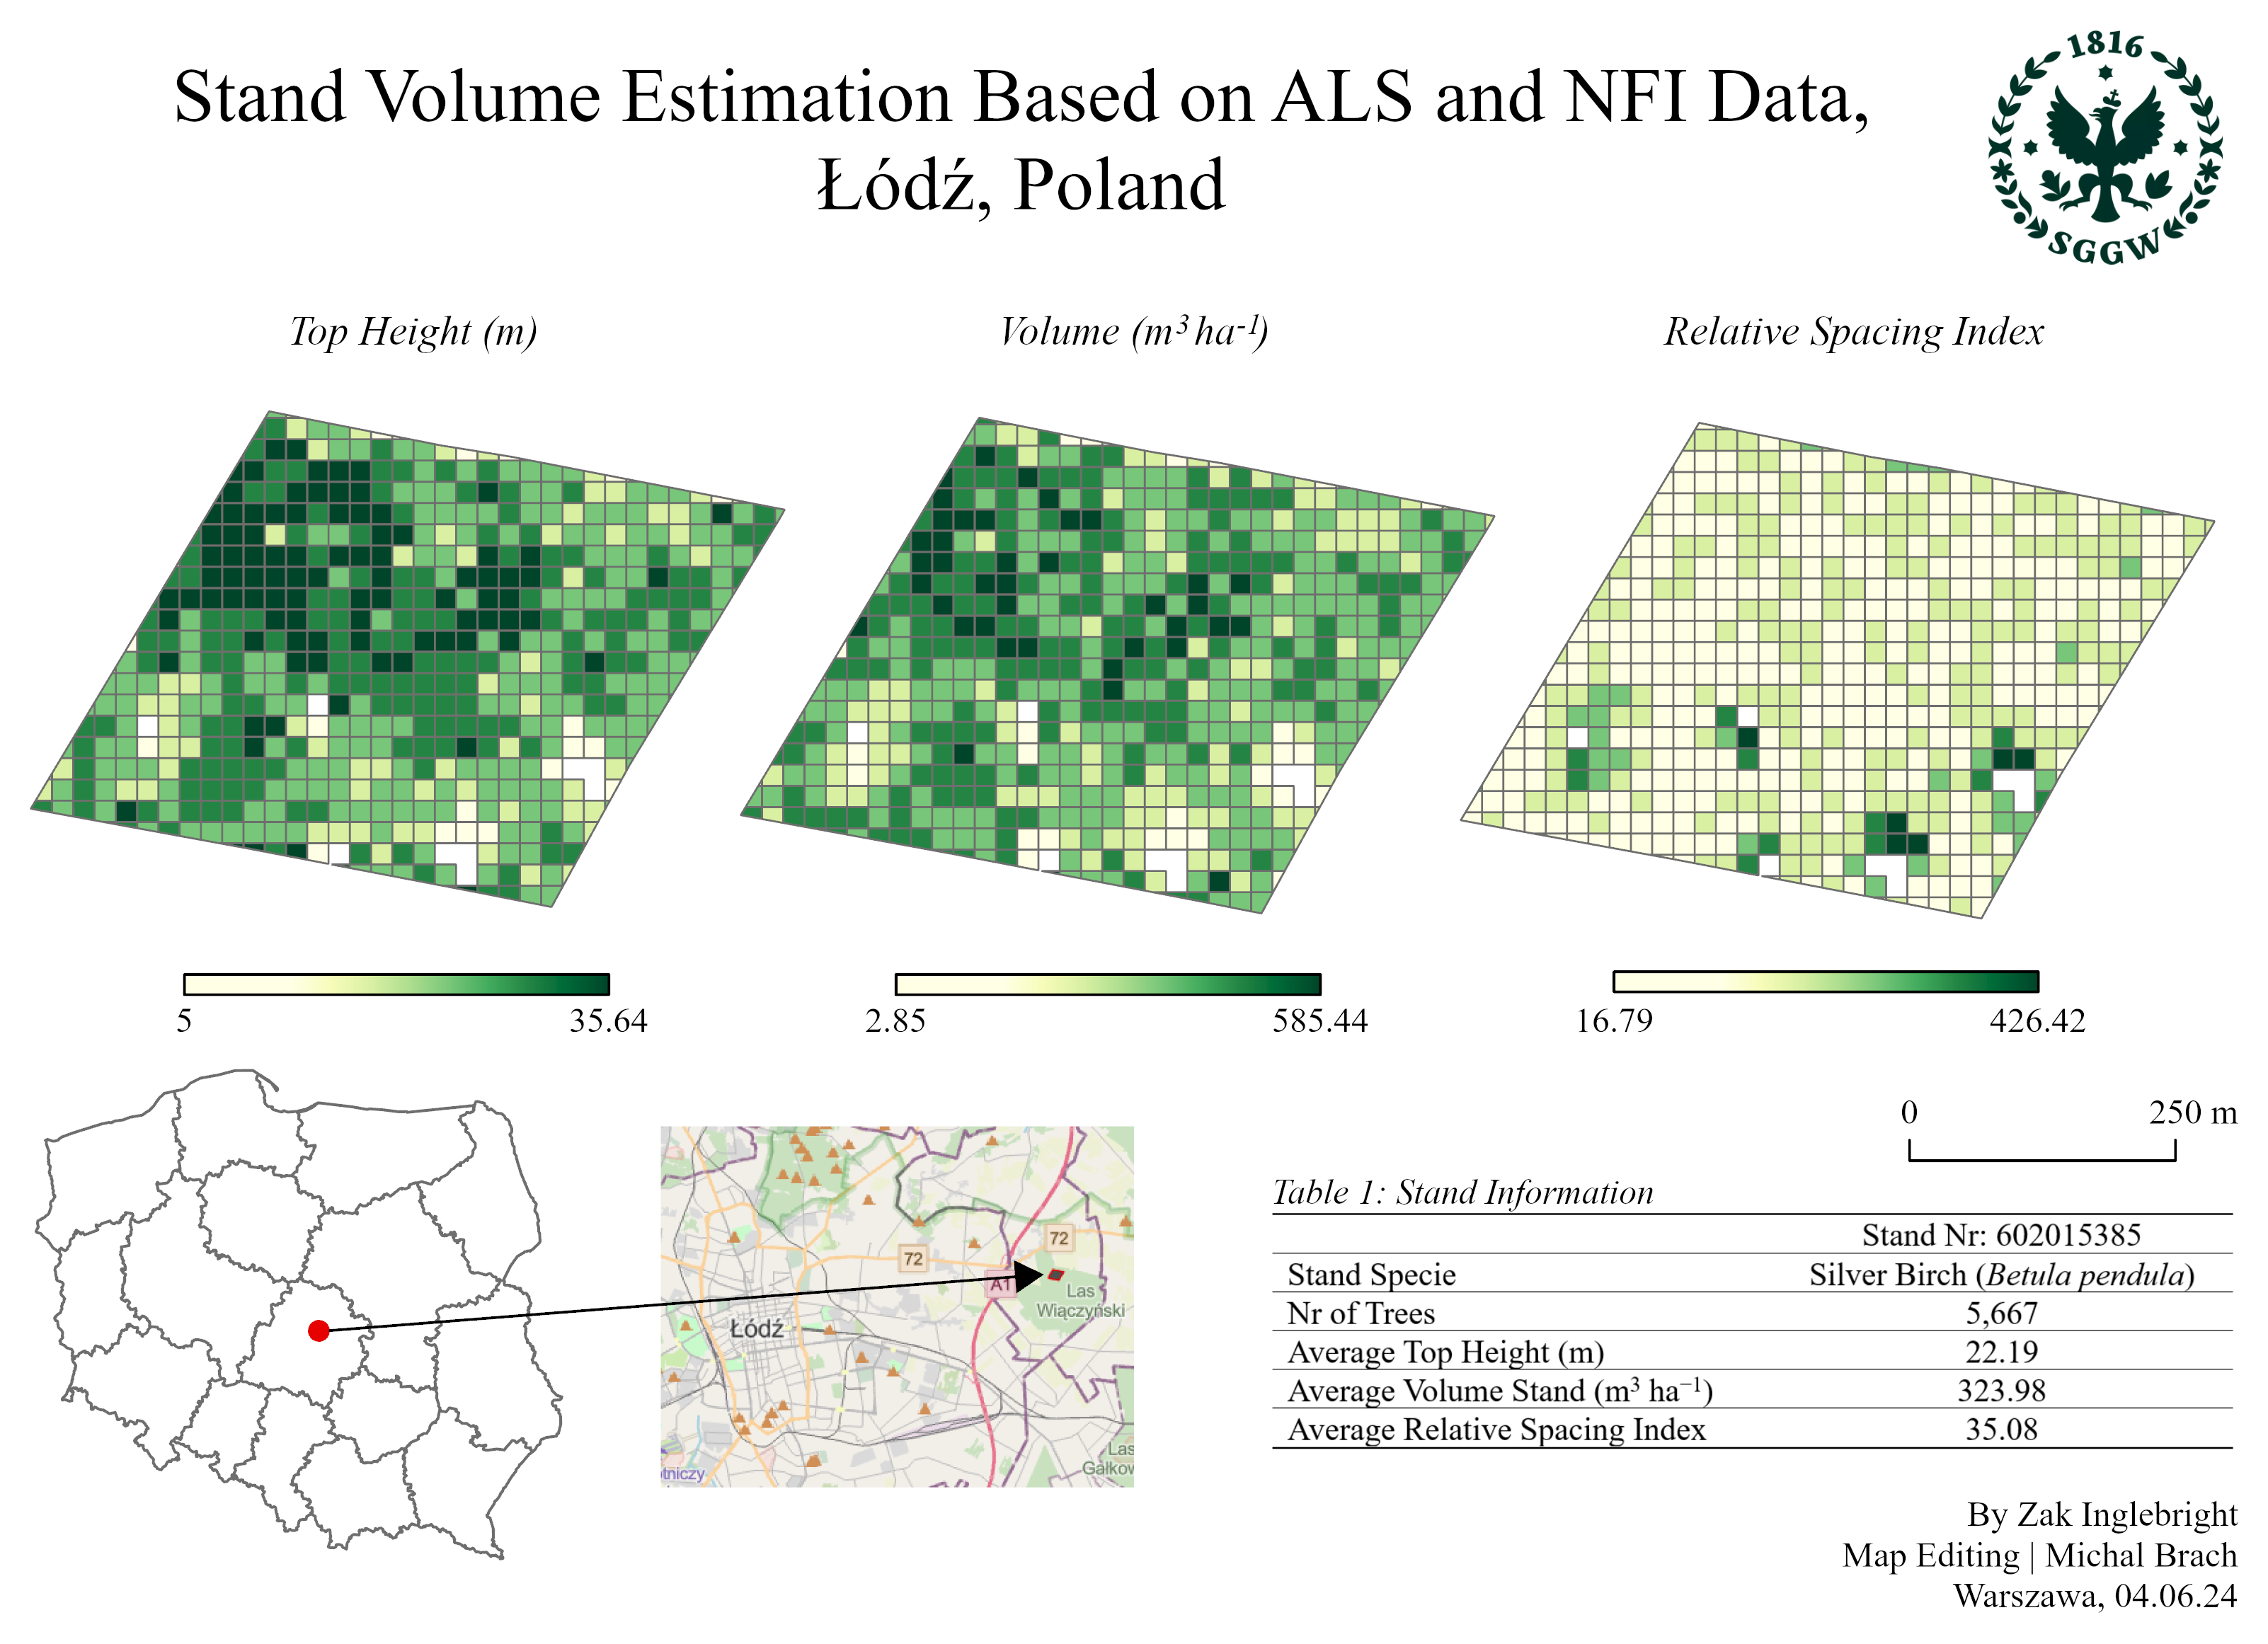 Stand Volume Estimation Based on ALS and NFI Data,
Łódź, Poland
1816
SGGW
Top Height (m)
Volume (m³ ha⁻¹)
Relative Spacing Index
5
35.64
2.85
585.44
16.79
426.42
0
250 m
72
72
A1
Las
Wiączyński
Łódź
Las
Gałkow
otniczy
Table 1: Stand Information
Stand Nr: 602015385
Stand Specie Silver Birch (Betula pendula)
Nr of Trees 5,667
Average Top Height (m) 22.19
Average Volume Stand (m³ ha⁻¹) 323.98
Average Relative Spacing Index 35.08
By Zak Inglebright
Map Editing | Michal Brach
Warszawa, 04.06.24